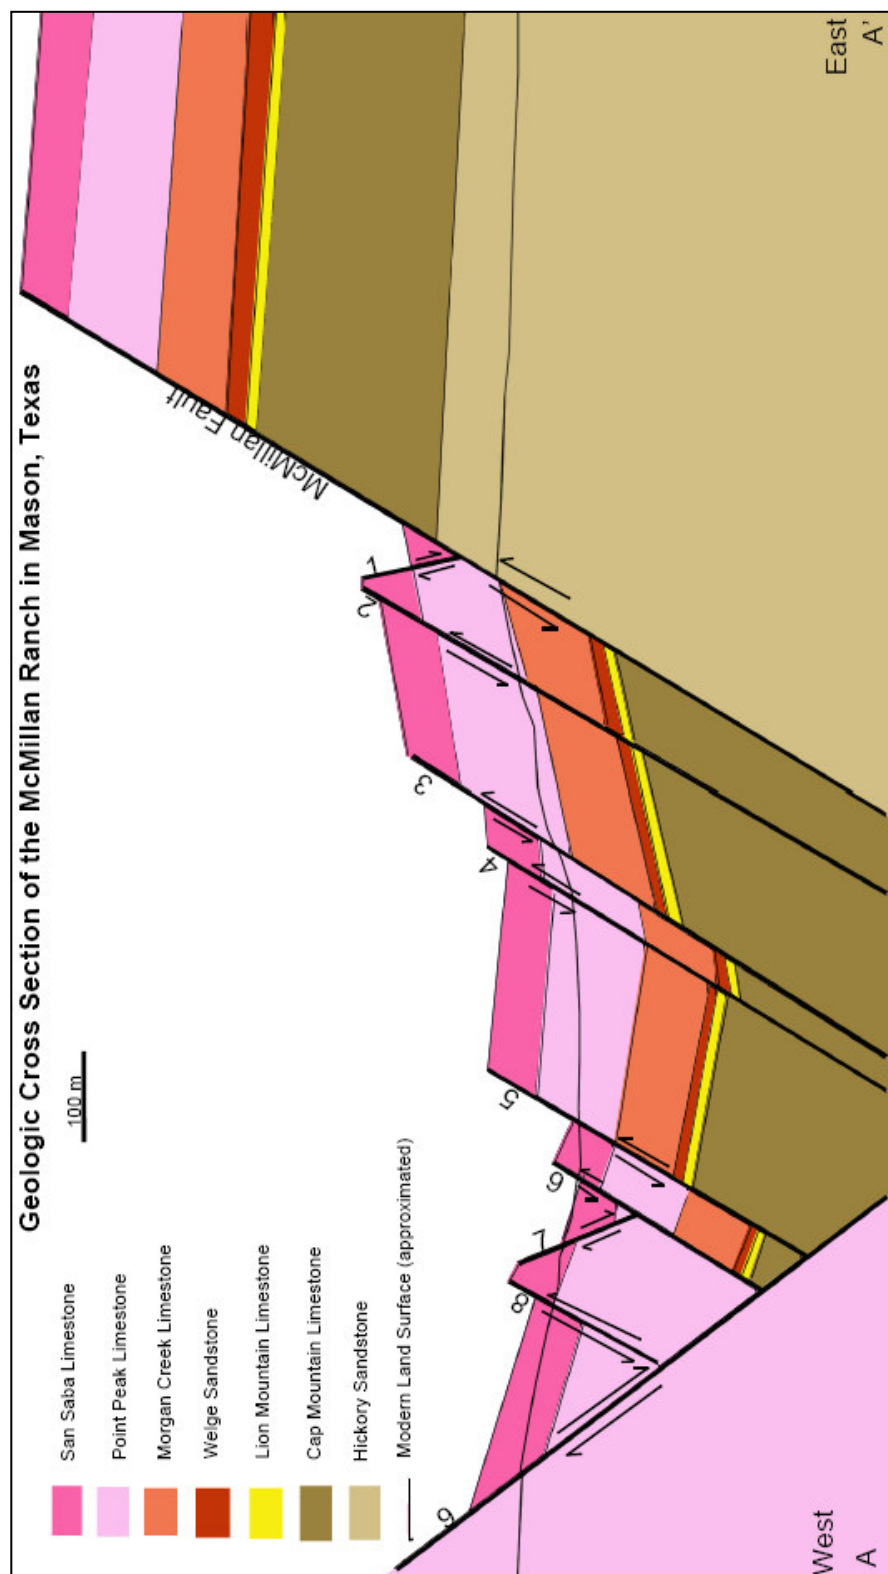 Geologic Cross Section of the McMillan Ranch in Mason, Texas
100 m
San Saba Limestone
Point Peak Limestone
Morgan Creek Limestone
Welge Sandstone
Lion Mountain Limestone
Cap Mountain Limestone
Hickory Sandstone
Modern Land Surface (approximated)
McMillan Fault
9
8
7
6
5
4
3
2
1
West
A
East
A'